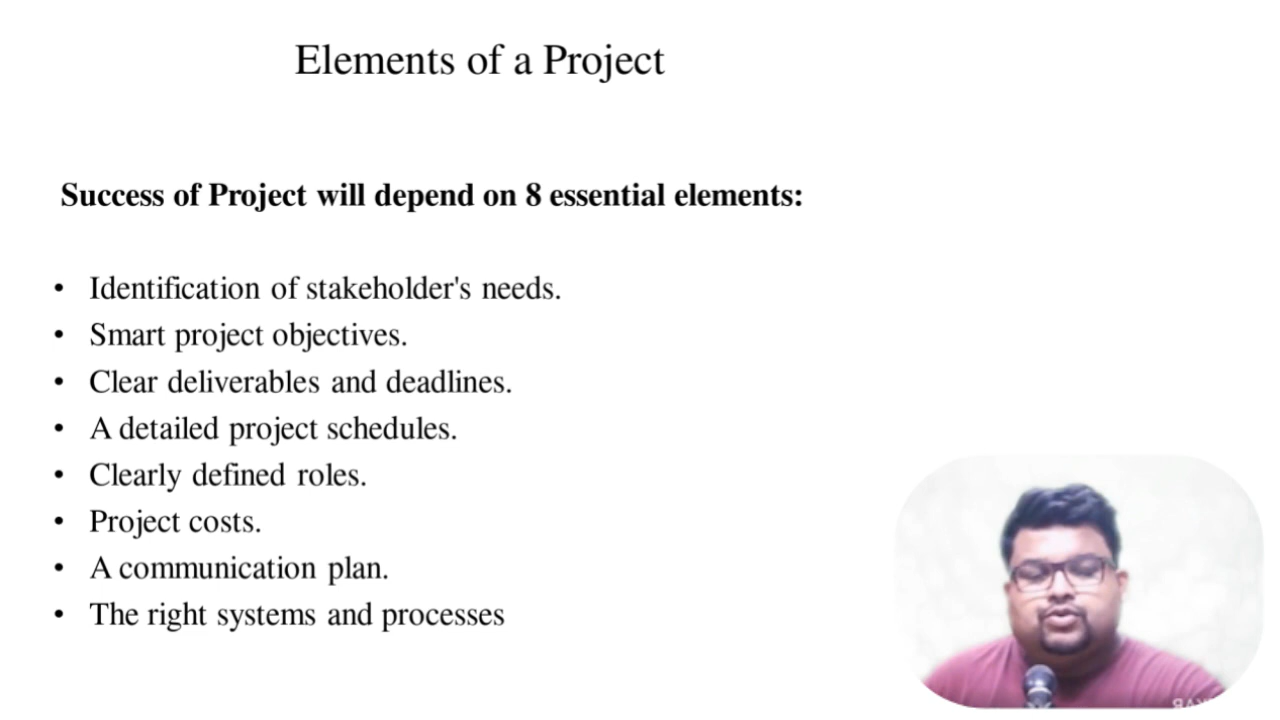 Elements of a Project
Success of Project will depend on 8 essential elements:
• Identification of stakeholder's needs.
• Smart project objectives.
• Clear deliverables and deadlines.
• A detailed project schedules.
• Clearly defined roles.
• Project costs.
• A communication plan.
• The right systems and processes